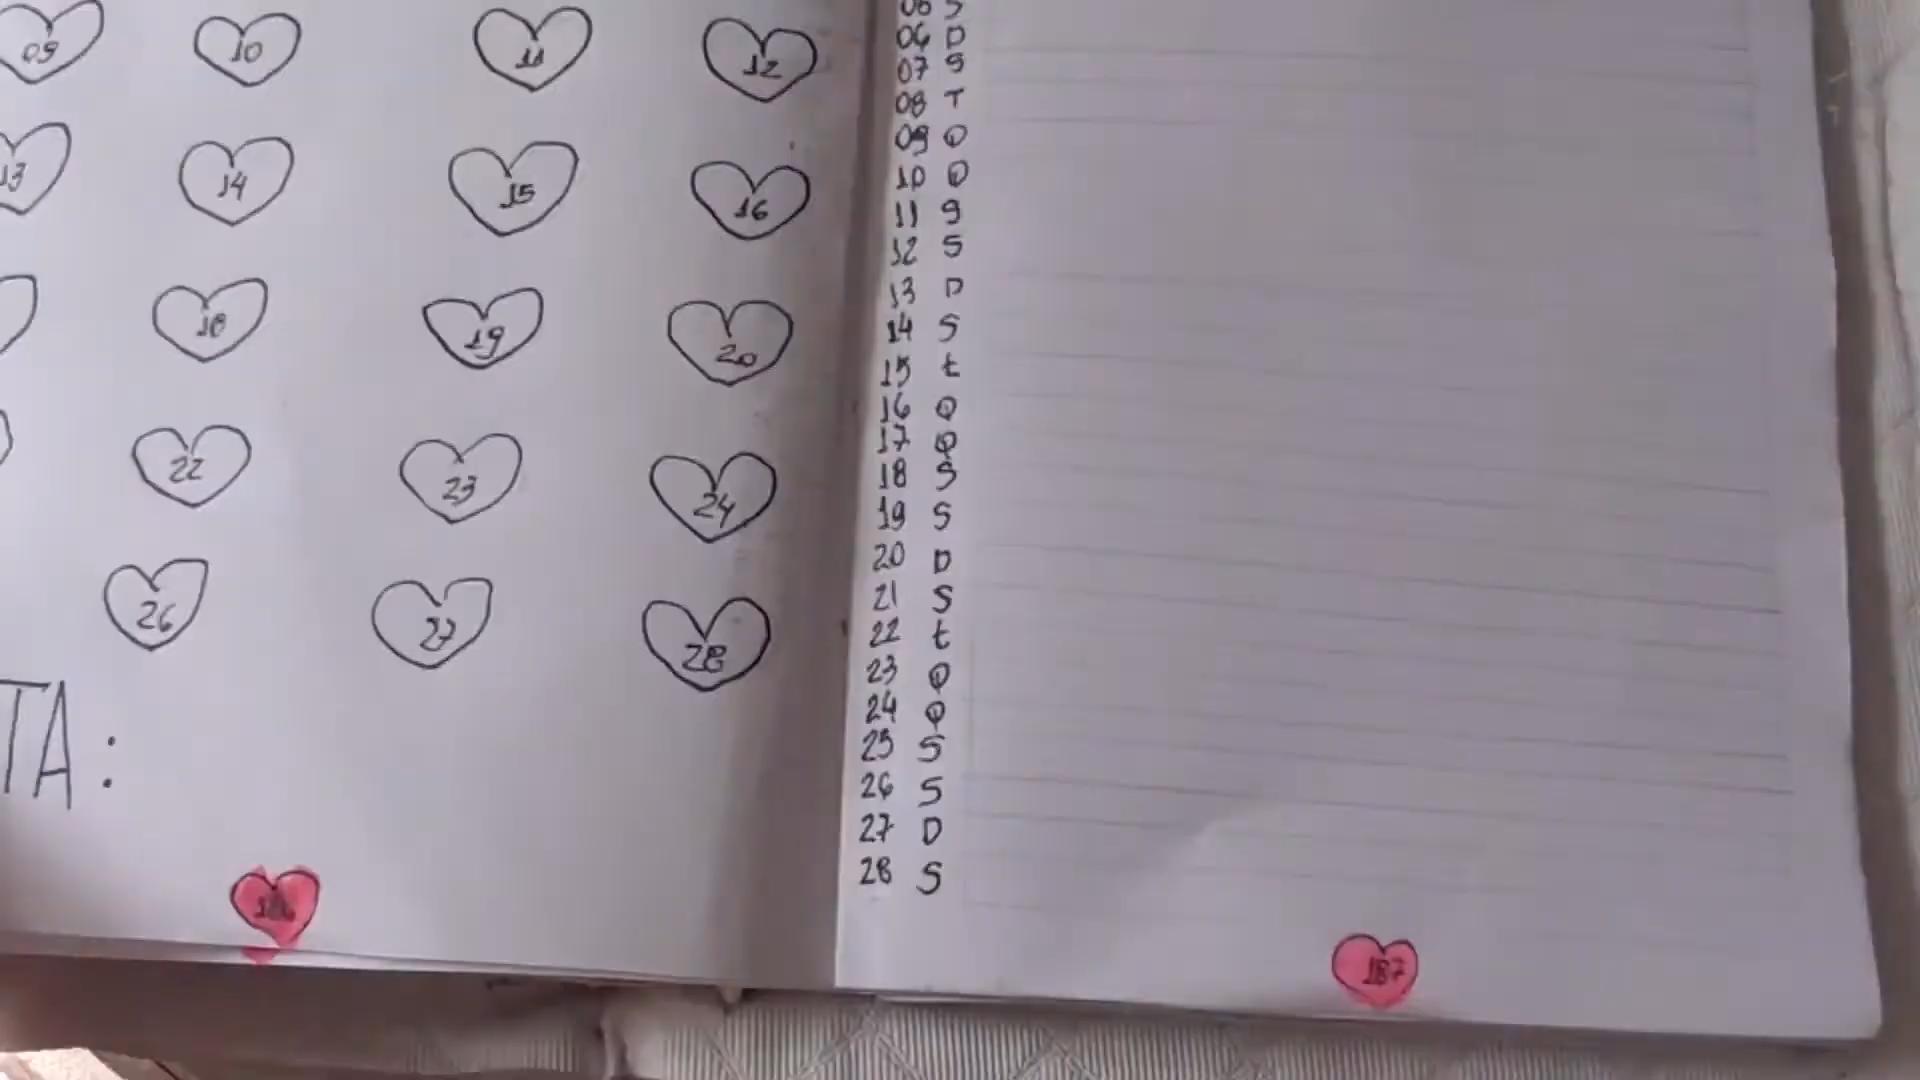 09 10 11 12
13 14 15 16
18 19 20
22 23 24
26 27 28
TA:
186
06 D
07 S
08 T
09 Q
10 Q
11 S
12 S
13 D
14 S
15 t
16 Q
17 Q
18 S
19 S
20 D
21 S
22 t
23 Q
24 Q
25 S
26 S
27 D
28 S
187